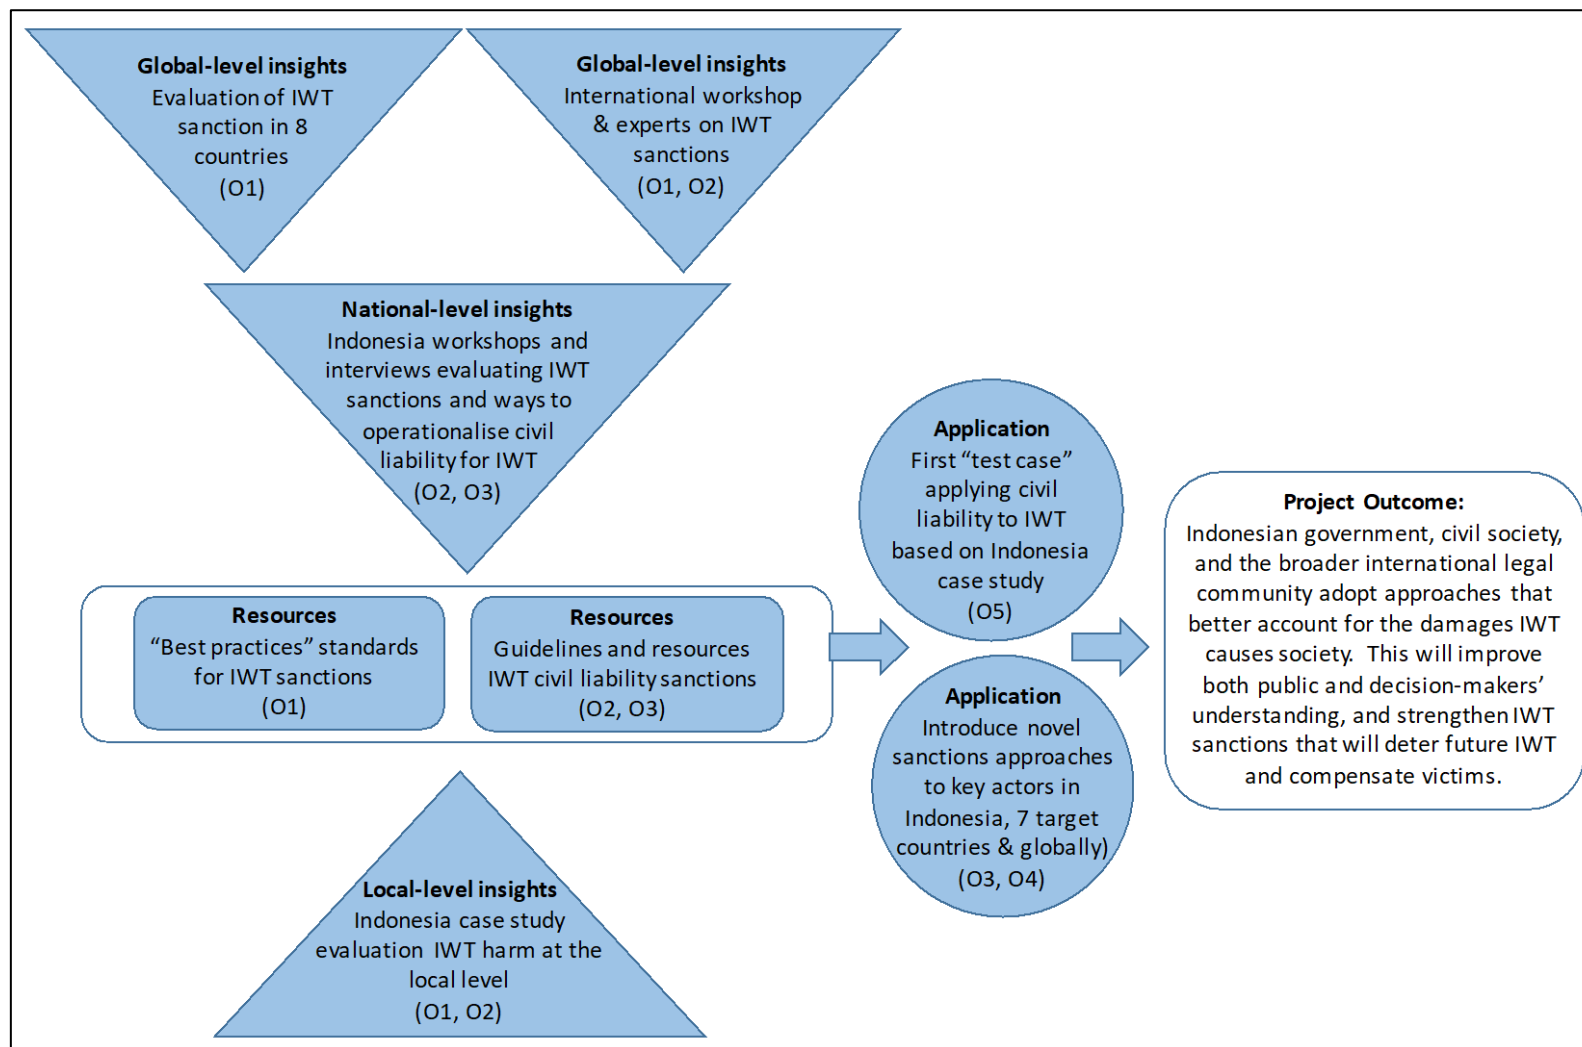 Global-level insights
Evaluation of IWT
sanction in 8
countries
(O1)
Global-level insights
International workshop
& experts on IWT
sanctions
(O1, O2)
National-level insights
Indonesia workshops and
interviews evaluating IWT
sanctions and ways to
operationalise civil
liability for IWT
(O2, O3)
Resources
“Best practices” standards
for IWT sanctions
(O1)
Resources
Guidelines and resources
IWT civil liability sanctions
(O2, O3)
Local-level insights
Indonesia case study
evaluation IWT harm at the
local level
(O1, O2)
Application
First “test case”
applying civil
liability to IWT
based on Indonesia
case study
(O5)
Application
Introduce novel
sanctions approaches
to key actors in
Indonesia, 7 target
countries & globally)
(O3, O4)
Project Outcome:
Indonesian government, civil society,
and the broader international legal
community adopt approaches that
better account for the damages IWT
causes society. This will improve
both public and decision-makers’
understanding, and strengthen IWT
sanctions that will deter future IWT
and compensate victims.